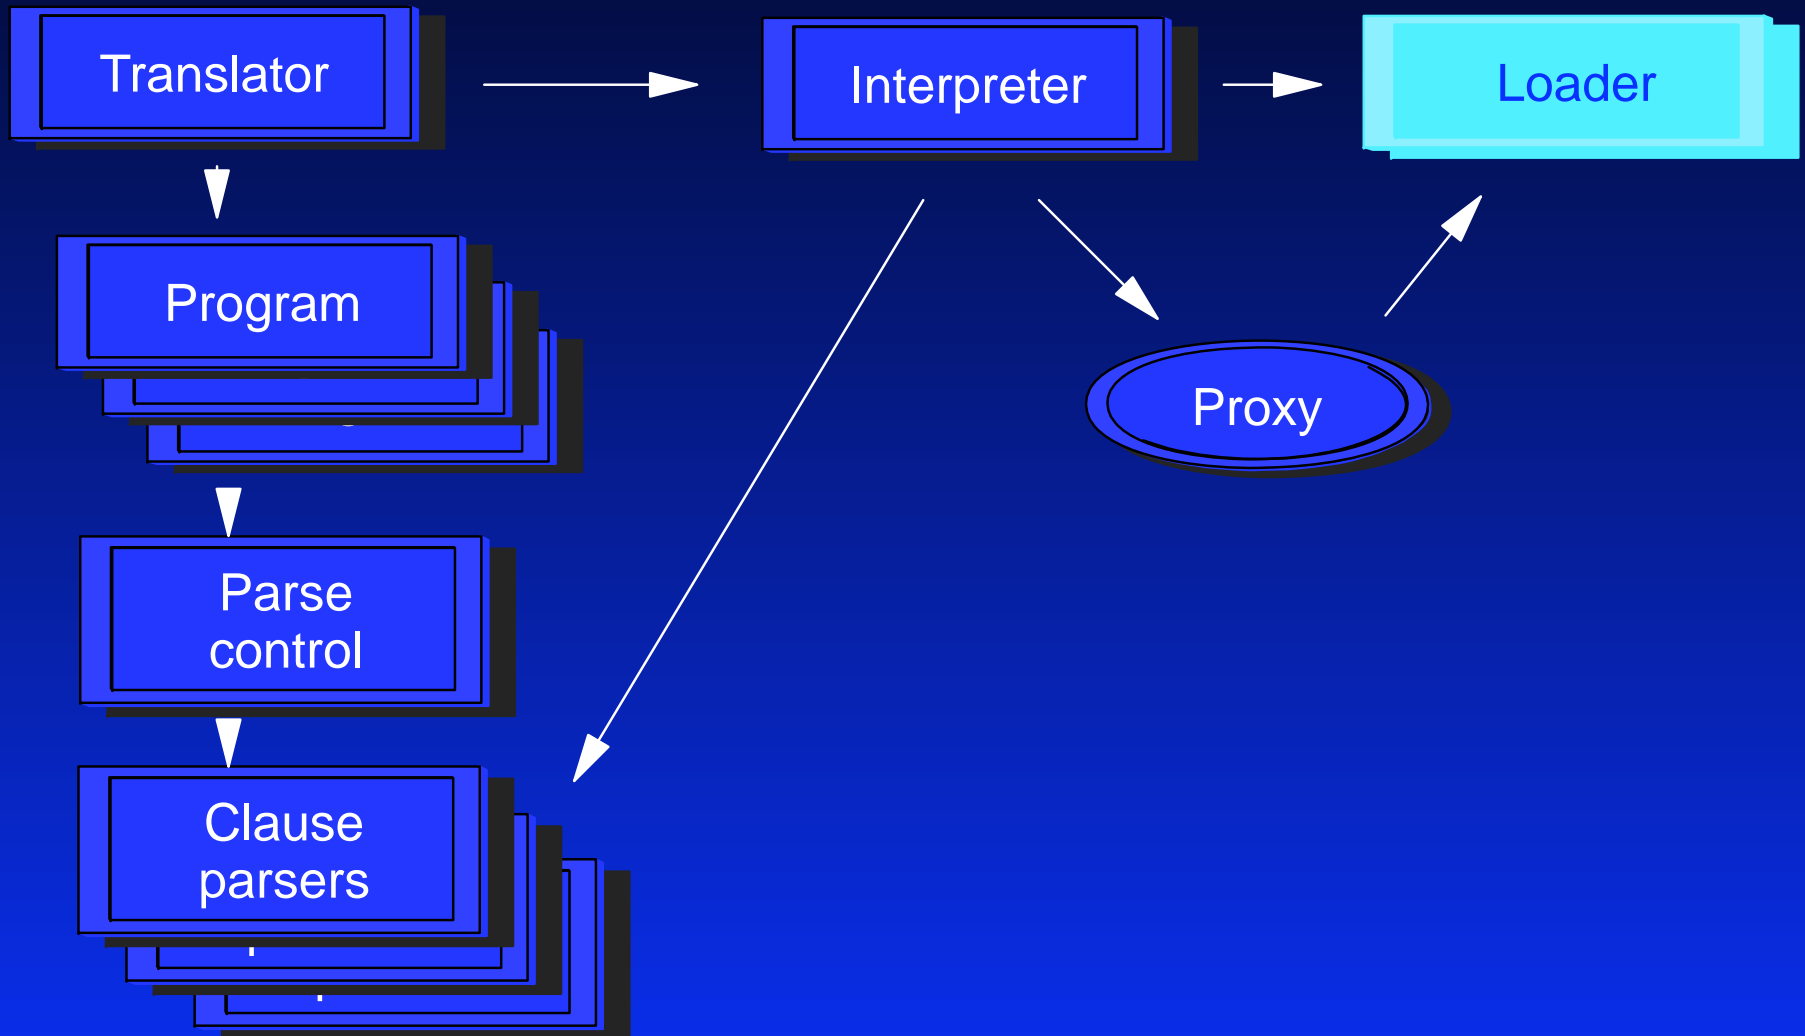 Translator
Interpreter
Loader
Program
Proxy
Parse
control
Clause
parsers